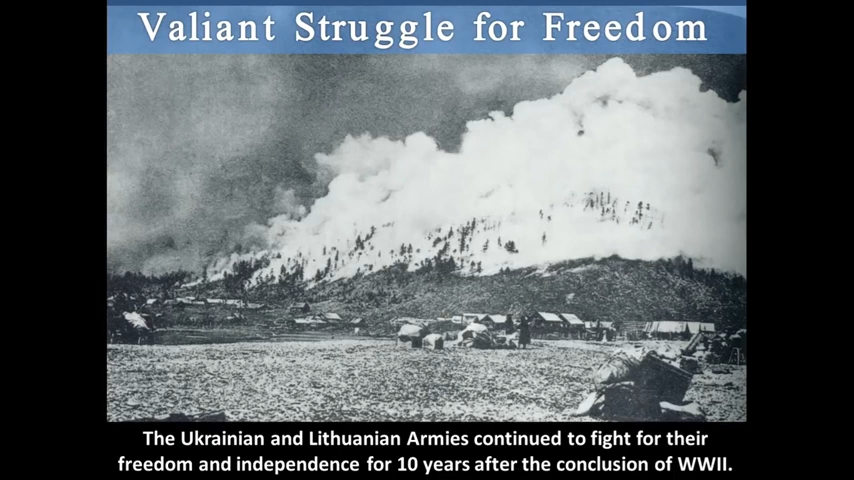 Valiant Struggle for Freedom
The Ukrainian and Lithuanian Armies continued to fight for their
freedom and independence for 10 years after the conclusion of WWII.